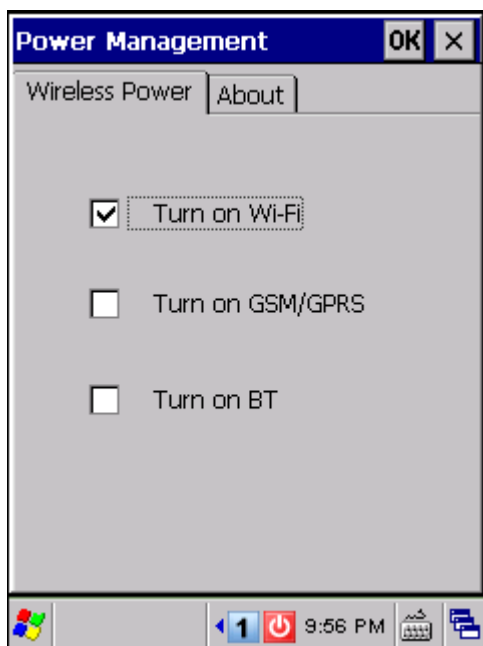 Power Management OK ×
Wireless Power About
Turn on Wi-Fi
Turn on GSM/GPRS
Turn on BT
1 9:56 PM